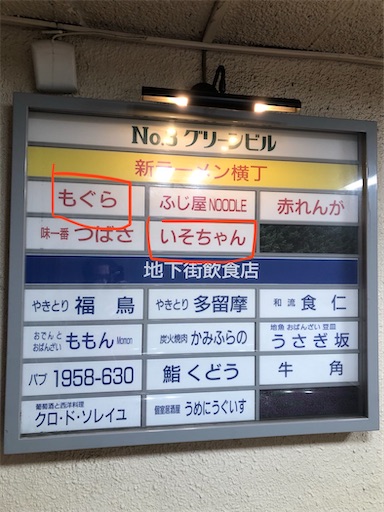 No.3 グリーンビル
新ラーメン横丁
もぐら
ふじ屋 NOODLE
赤れんが
味一番 つばさ
いそちゃん
地下街飲食店
やきとり 福鳥
やきとり 多留摩
和流 食仁
おでんと おばんざい ももん Momon
炭火焼肉 かみふらの
地魚 おばんざい 豆皿 うさぎ坂
パブ 1958-630
鮨 くどう
牛角
葡萄酒と西洋料理
クロ・ド・ソレイユ
個室居酒屋 うめにうぐいす